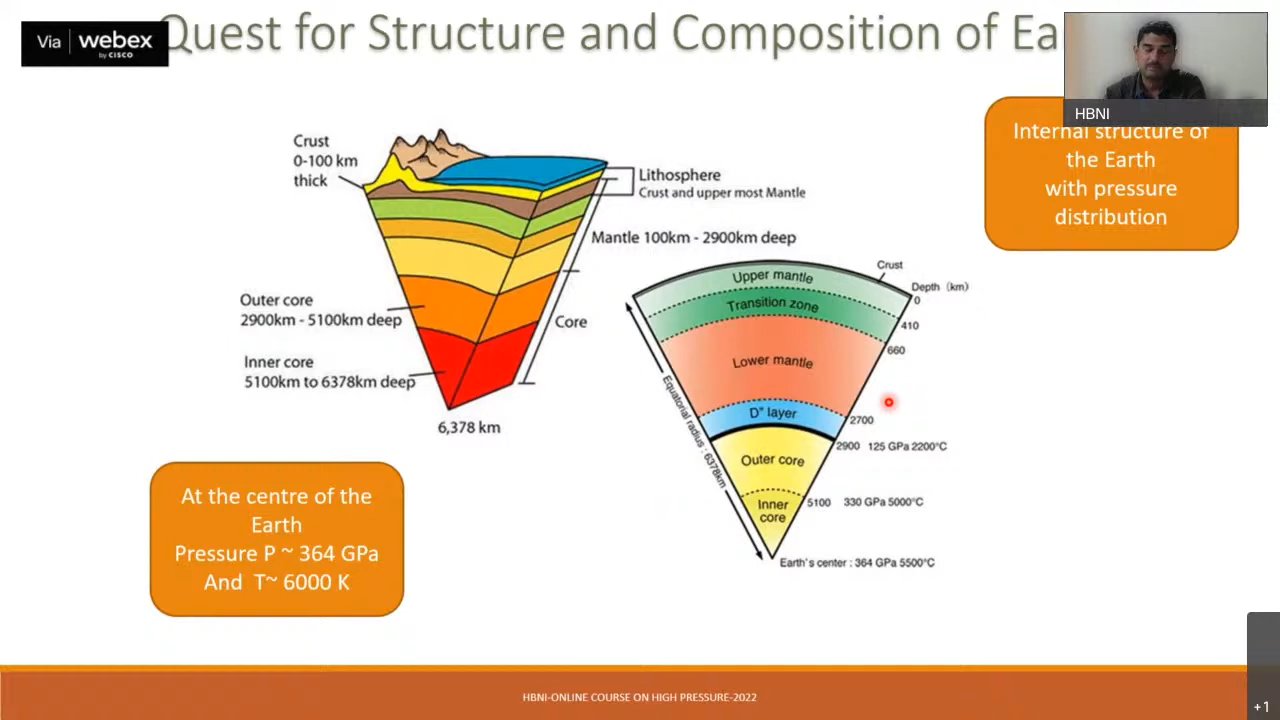 Via webex
by CISCO
Quest for Structure and Composition of Ea
HBNI
Internal structure of
the Earth
with pressure
distribution
Crust
0-100 km
thick
Lithosphere
Crust and upper most Mantle
Mantle 100km - 2900km deep
Outer core
2900km - 5100km deep
Core
Inner core
5100km to 6378km deep
6,378 km
Crust
Depth (km)
0
Upper mantle
Transition zone
410
660
Lower mantle
D" layer
2700
2900 125 GPa 2200°C
Outer core
Inner
core
5100 330 GPa 5000°C
Equatorial radius : 6378km
Earth's center : 364 GPa 5500°C
At the centre of the
Earth
Pressure P ~ 364 GPa
And T~ 6000 K
HBNI-ONLINE COURSE ON HIGH PRESSURE-2022
+1